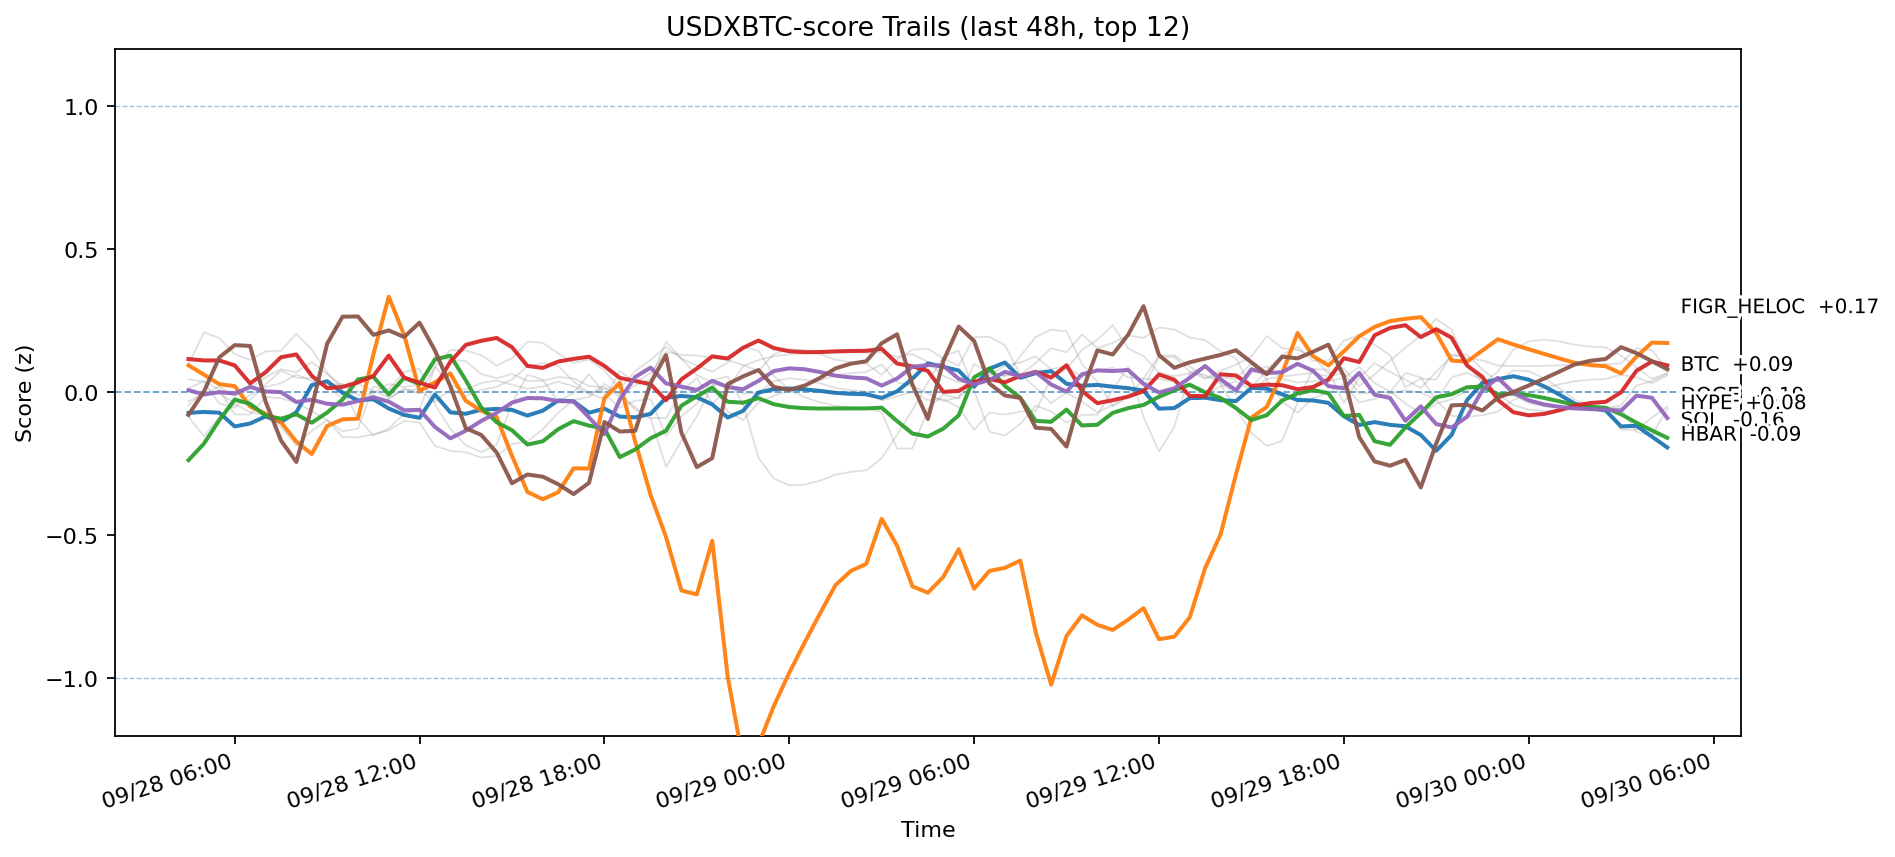 USDXBTC-score Trails (last 48h, top 12)
Score (z)
1.0
0.5
0.0
−0.5
−1.0
FIGR_HELOC +0.17
BTC +0.09
DOGE -0.19
HYPE +0.08
SOL -0.16
HBAR -0.09
09/28 06:00
09/28 12:00
09/28 18:00
09/29 00:00
09/29 06:00
09/29 12:00
09/29 18:00
09/30 00:00
09/30 06:00
Time